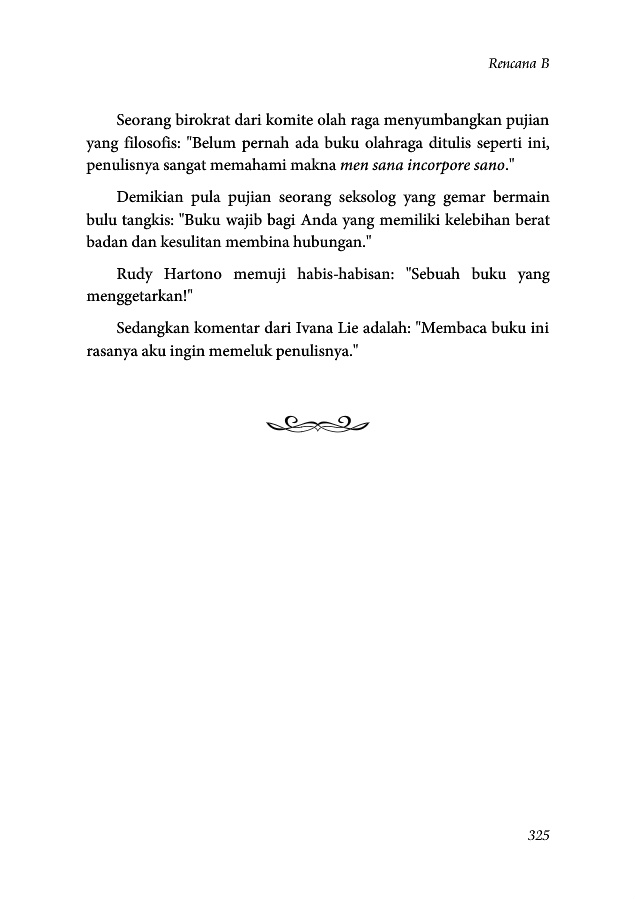 Rencana B
Seorang birokrat dari komite olah raga menyumbangkan pujian
yang filosofis: "Belum pernah ada buku olahraga ditulis seperti ini,
penulisnya sangat memahami makna men sana incorpore sano."
Demikian pula pujian seorang seksolog yang gemar bermain
bulu tangkis: "Buku wajib bagi Anda yang memiliki kelebihan berat
badan dan kesulitan membina hubungan."
Rudy Hartono memuji habis-habisan: "Sebuah buku yang
menggetarkan!"
Sedangkan komentar dari Ivana Lie adalah: "Membaca buku ini
rasanya aku ingin memeluk penulisnya."
325